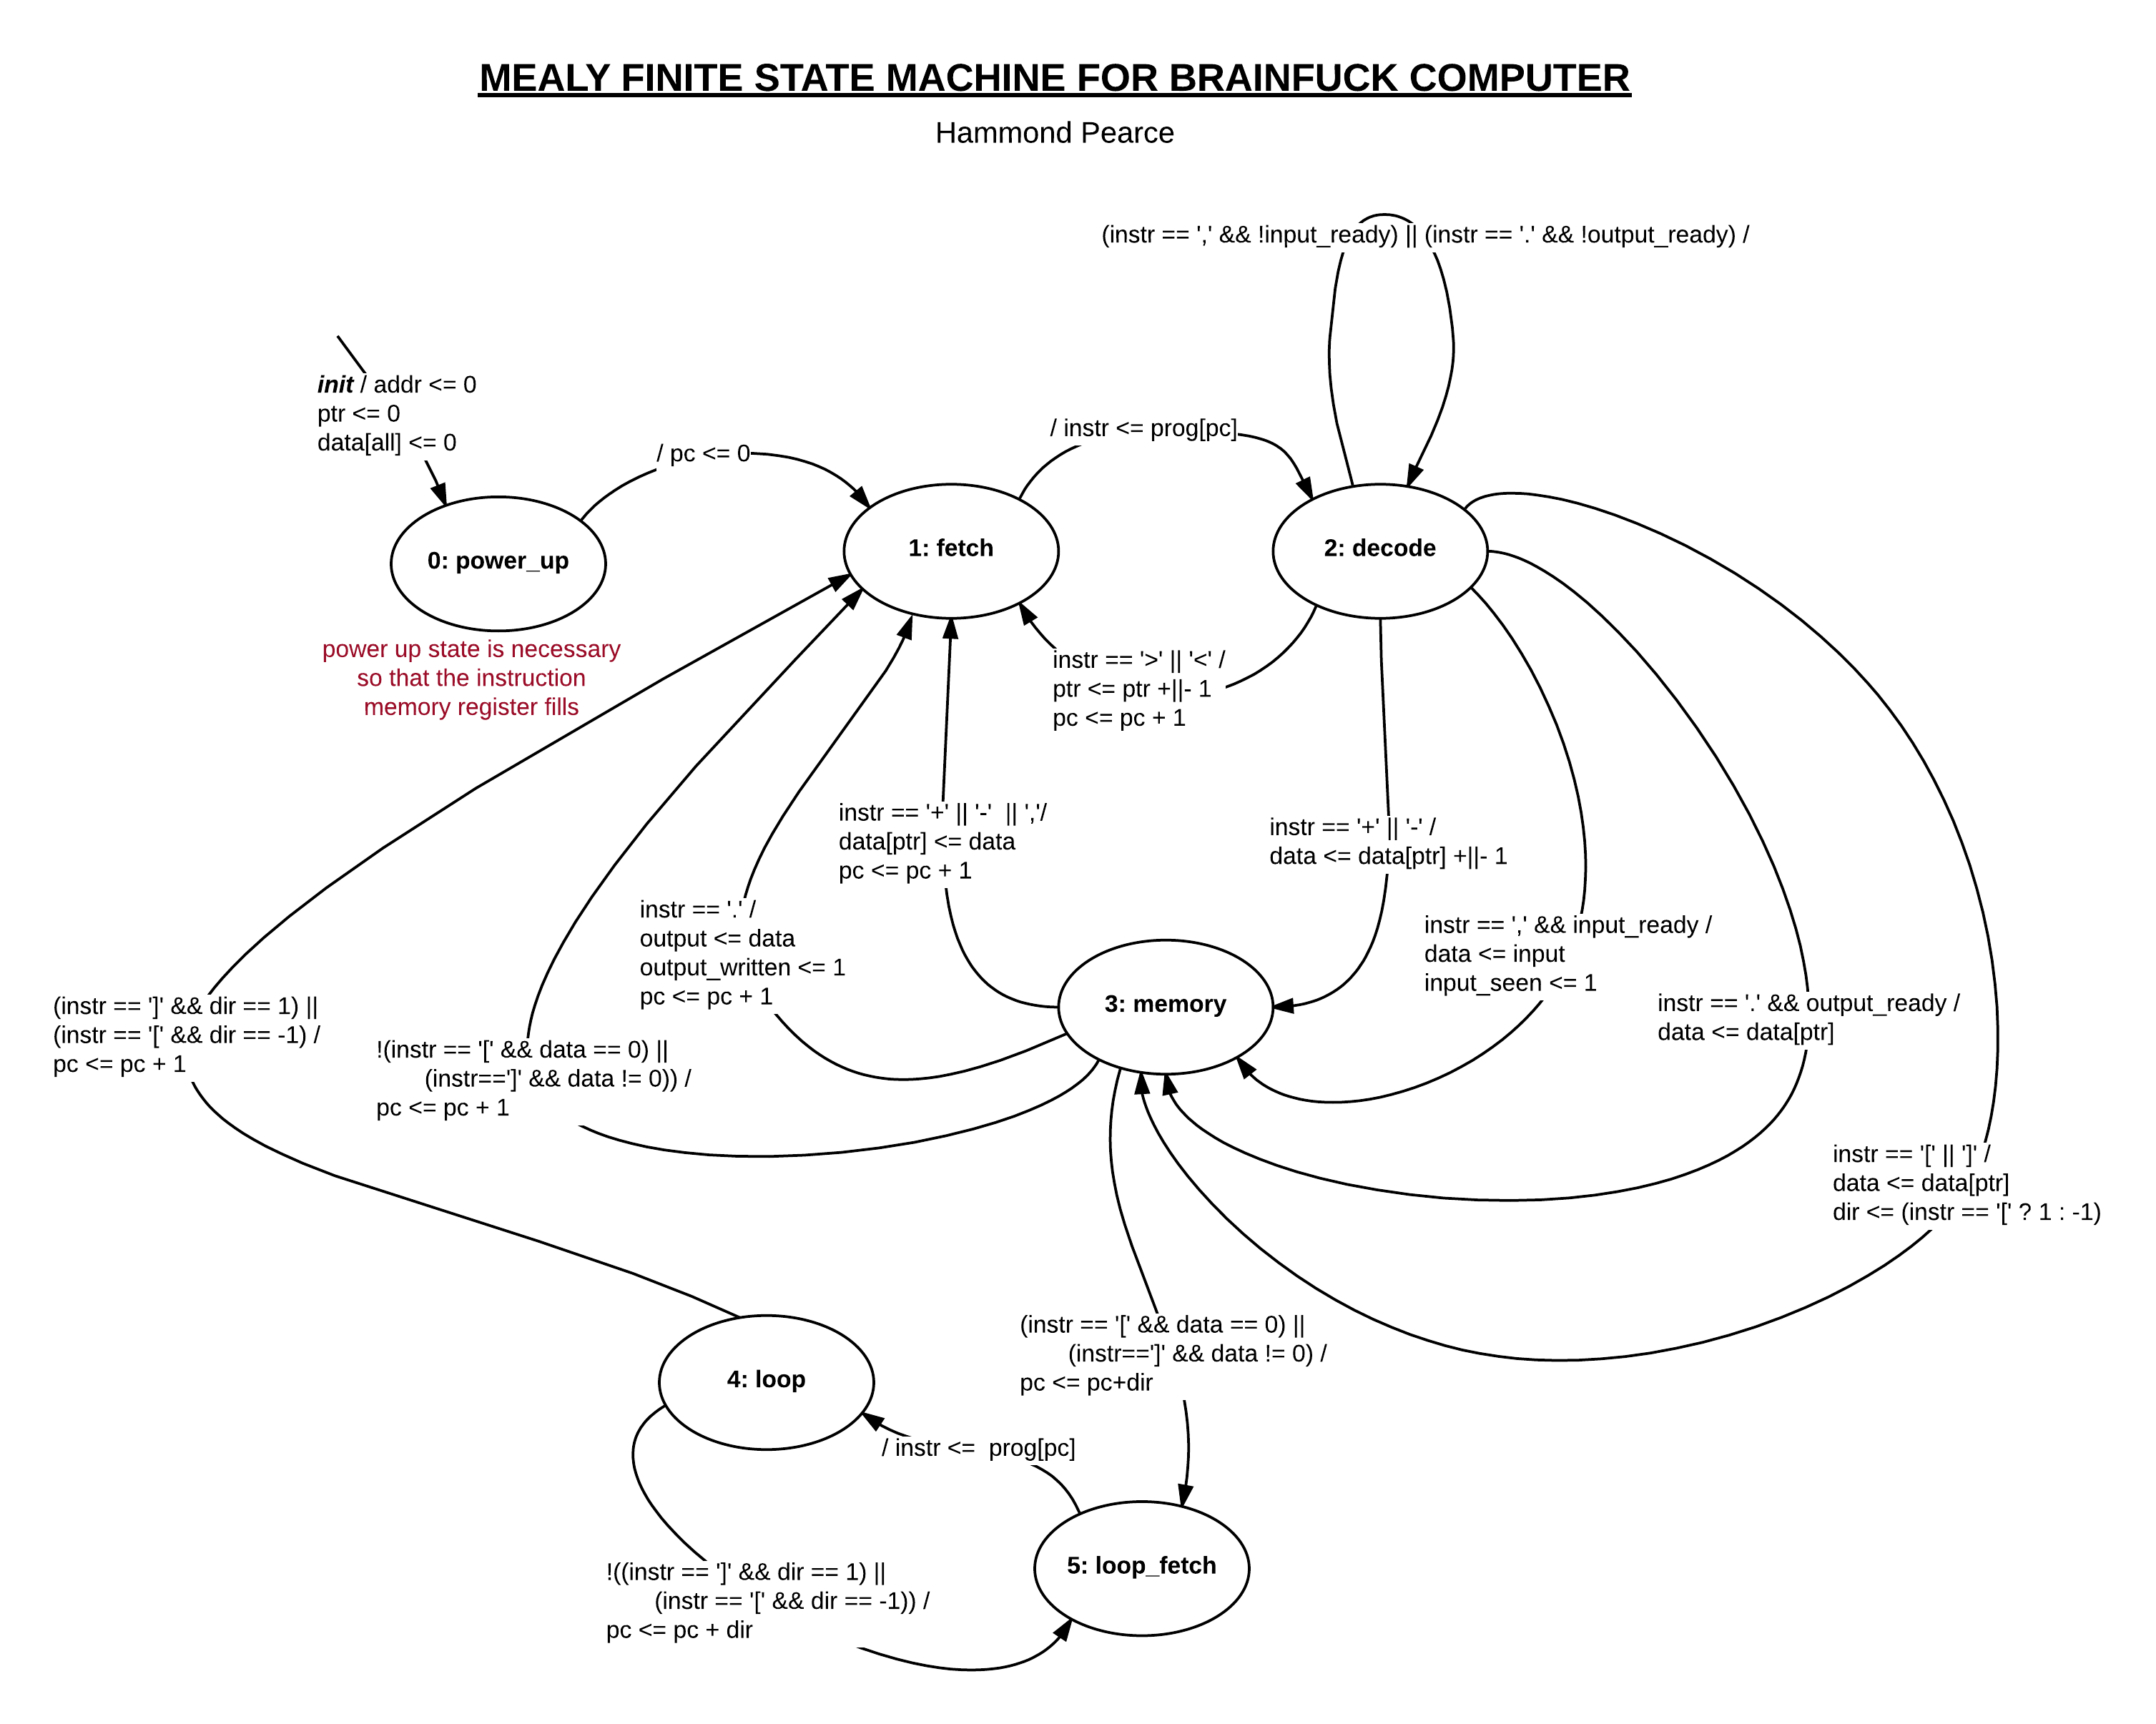 MEALY FINITE STATE MACHINE FOR BRAINFUCK COMPUTER
Hammond Pearce
(instr == ',' && !input_ready) || (instr == '.' && !output_ready) /
init / addr <= 0
ptr <= 0
data[all] <= 0
/ pc <= 0
/ instr <= prog[pc]
0: power_up
1: fetch
2: decode
power up state is necessary
so that the instruction
memory register fills
instr == '>' || '<' /
ptr <= ptr +||- 1
pc <= pc + 1
instr == '+' || '-'  || ','/
data[ptr] <= data
pc <= pc + 1
instr == '+' || '-' /
data <= data[ptr] +||- 1
instr == '.' /
output <= data
output_written <= 1
pc <= pc + 1
instr == ',' && input_ready /
data <= input
input_seen <= 1
3: memory
instr == '.' && output_ready /
data <= data[ptr]
(instr == ']' && dir == 1) ||
(instr == '[' && dir == -1) /
pc <= pc + 1
!(instr == '[' && data == 0) ||
(instr==']' && data != 0)) /
pc <= pc + 1
instr == '[' || ']' /
data <= data[ptr]
dir <= (instr == '[' ? 1 : -1)
(instr == '[' && data == 0) ||
(instr==']' && data != 0) /
pc <= pc+dir
4: loop
/ instr <=  prog[pc]
5: loop_fetch
!((instr == ']' && dir == 1) ||
(instr == '[' && dir == -1)) /
pc <= pc + dir